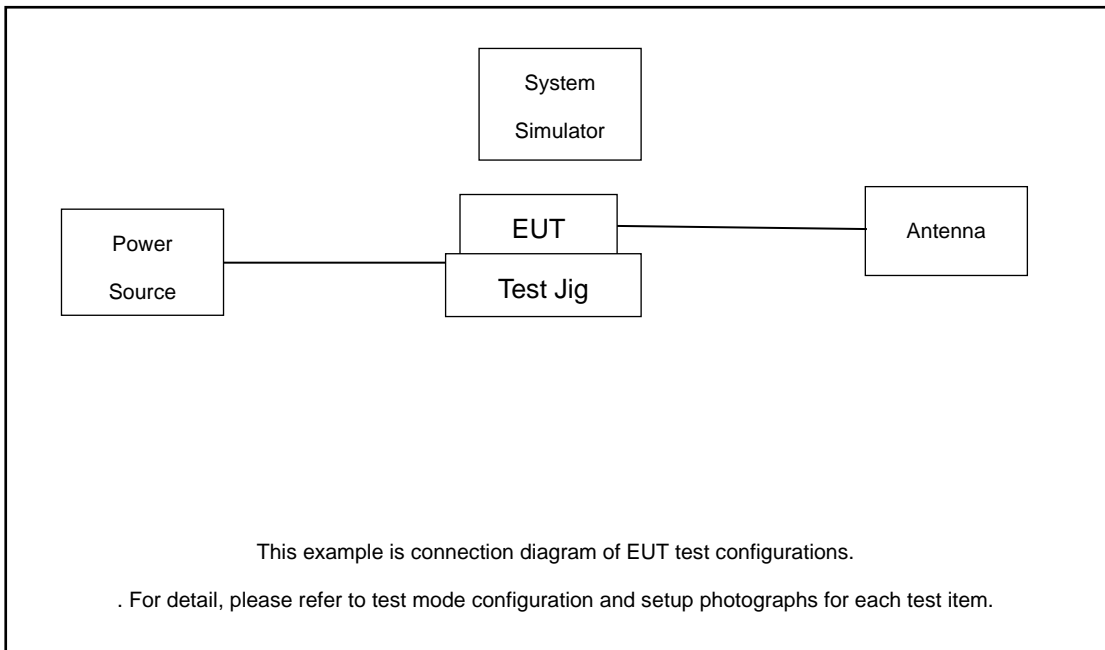 System
Simulator
EUT
Test Jig
Power
Source
Antenna
This example is connection diagram of EUT test configurations.
. For detail, please refer to test mode configuration and setup photographs for each test item.